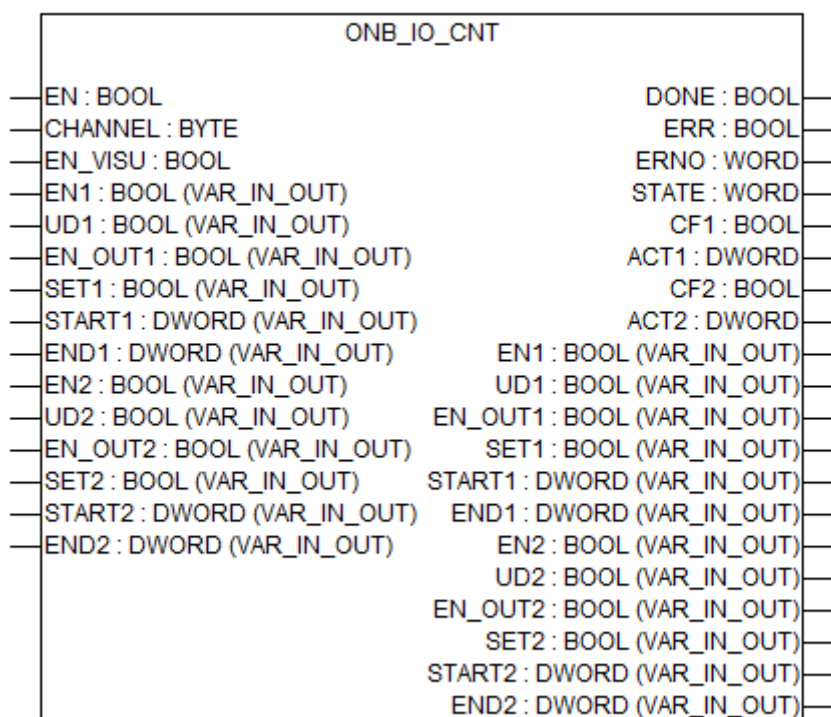 ONB_IO_CNT
EN : BOOL DONE : BOOL
CHANNEL : BYTE ERR : BOOL
EN_VISU : BOOL ERNO : WORD
EN1 : BOOL (VAR_IN_OUT) STATE : WORD
UD1 : BOOL (VAR_IN_OUT) CF1 : BOOL
EN_OUT1 : BOOL (VAR_IN_OUT) ACT1 : DWORD
SET1 : BOOL (VAR_IN_OUT) CF2 : BOOL
START1 : DWORD (VAR_IN_OUT) ACT2 : DWORD
END1 : DWORD (VAR_IN_OUT) EN1 : BOOL (VAR_IN_OUT)
EN2 : BOOL (VAR_IN_OUT) UD1 : BOOL (VAR_IN_OUT)
UD2 : BOOL (VAR_IN_OUT) EN_OUT1 : BOOL (VAR_IN_OUT)
EN_OUT2 : BOOL (VAR_IN_OUT) SET1 : BOOL (VAR_IN_OUT)
SET2 : BOOL (VAR_IN_OUT) START1 : DWORD (VAR_IN_OUT)
START2 : DWORD (VAR_IN_OUT) END1 : DWORD (VAR_IN_OUT)
END2 : DWORD (VAR_IN_OUT) EN2 : BOOL (VAR_IN_OUT)
UD2 : BOOL (VAR_IN_OUT)
EN_OUT2 : BOOL (VAR_IN_OUT)
SET2 : BOOL (VAR_IN_OUT)
START2 : DWORD (VAR_IN_OUT)
END2 : DWORD (VAR_IN_OUT)